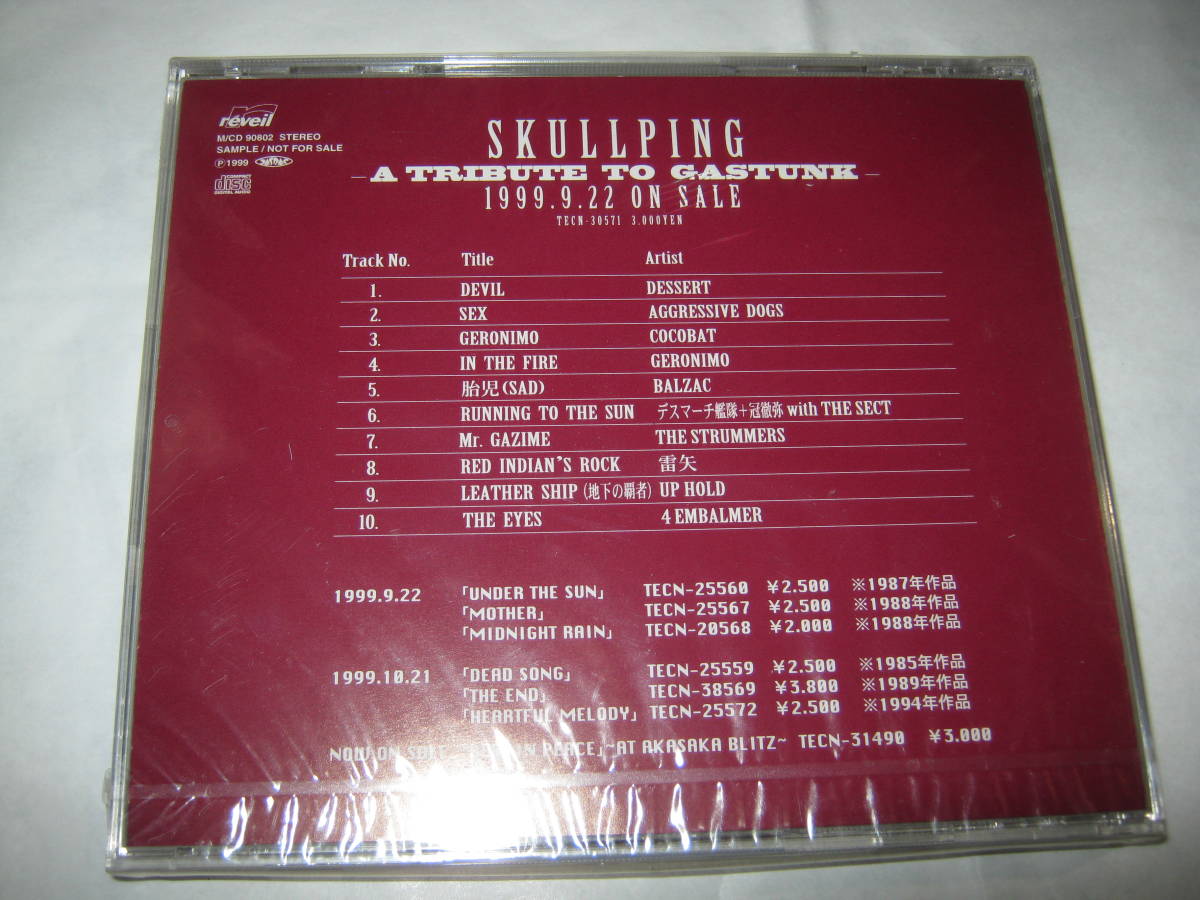 réveil
M/CD 90802 STEREO
SAMPLE / NOT FOR SALE
Ⓟ1999
COMPACT
disc
DIGITAL AUDIO
SKULLPING
A TRIBUTE TO GASTUNK
1999.9.22 ON SALE
TECN-30571 3.000YEN
Track No. Title Artist
1. DEVIL DESSERT
2. SEX AGGRESSIVE DOGS
3. GERONIMO COCOBAT
4. IN THE FIRE GERONIMO
5. 胎児(SAD) BALZAC
6. RUNNING TO THE SUN デスマーチ艦隊+冠徹弥 with THE SECT
7. Mr. GAZIME THE STRUMMERS
8. RED INDIAN'S ROCK 雷矢
9. LEATHER SHIP (地下の覇者) UP HOLD
10. THE EYES 4 EMBALMER
1999.9.22 「UNDER THE SUN」 TECN-25560 ¥2.500 ※1987年作品
「MOTHER」 TECN-25567 ¥2.500 ※1988年作品
「MIDNIGHT RAIN」 TECN-20568 ¥2.000 ※1988年作品
1999.10.21 「DEAD SONG」 TECN-25559 ¥2.500 ※1985年作品
「THE END」 TECN-38569 ¥3.800 ※1989年作品
「HEARTFUL MELODY」 TECN-25572 ¥2.500 ※1994年作品
NOW ON SALE IN PEACE」~AT AKASAKA BLITZ~ TECN-31490 ¥3.000